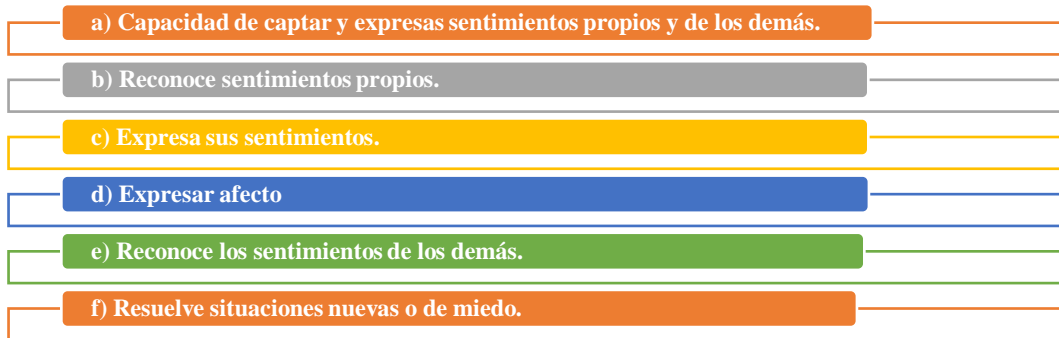 a) Capacidad de captar y expresas sentimientos propios y de los demás.
b) Reconoce sentimientos propios.
c) Expresa sus sentimientos.
d) Expresar afecto
e) Reconoce los sentimientos de los demás.
f) Resuelve situaciones nuevas o de miedo.